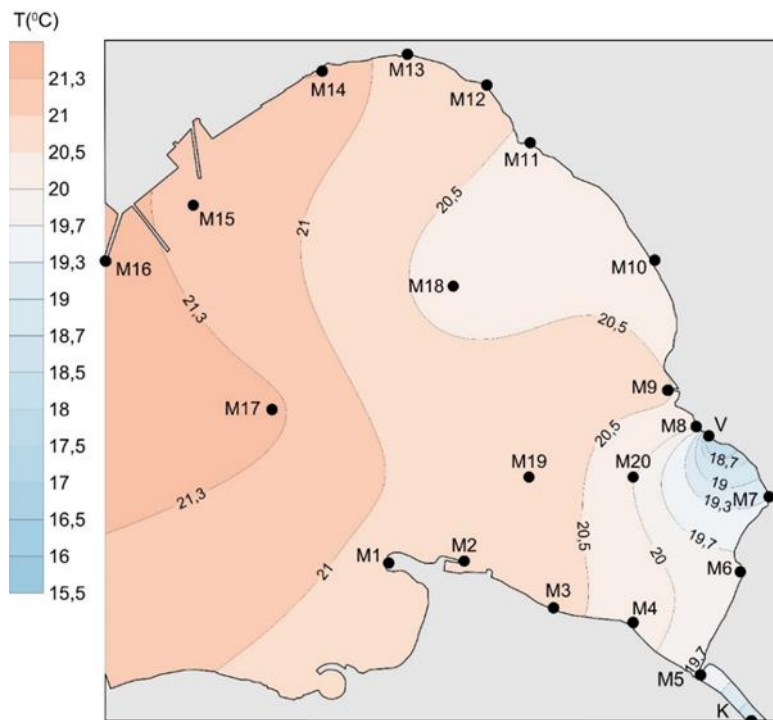 T(⁰C)
21,3
21
20,5
20
19,7
19,3
19
18,7
18,5
18
17,5
17
16,5
16
15,5
M13
M14
M12
M11
M15
20,5
21
M16
M10
M18
21,3
20,5
M9
M17
M8
V
20,5
18,7
M19
M20
19
M7
21,3
19,3
19,7
M1
M2
20,5
20
21
M6
M3
M4
19,7
M5
K